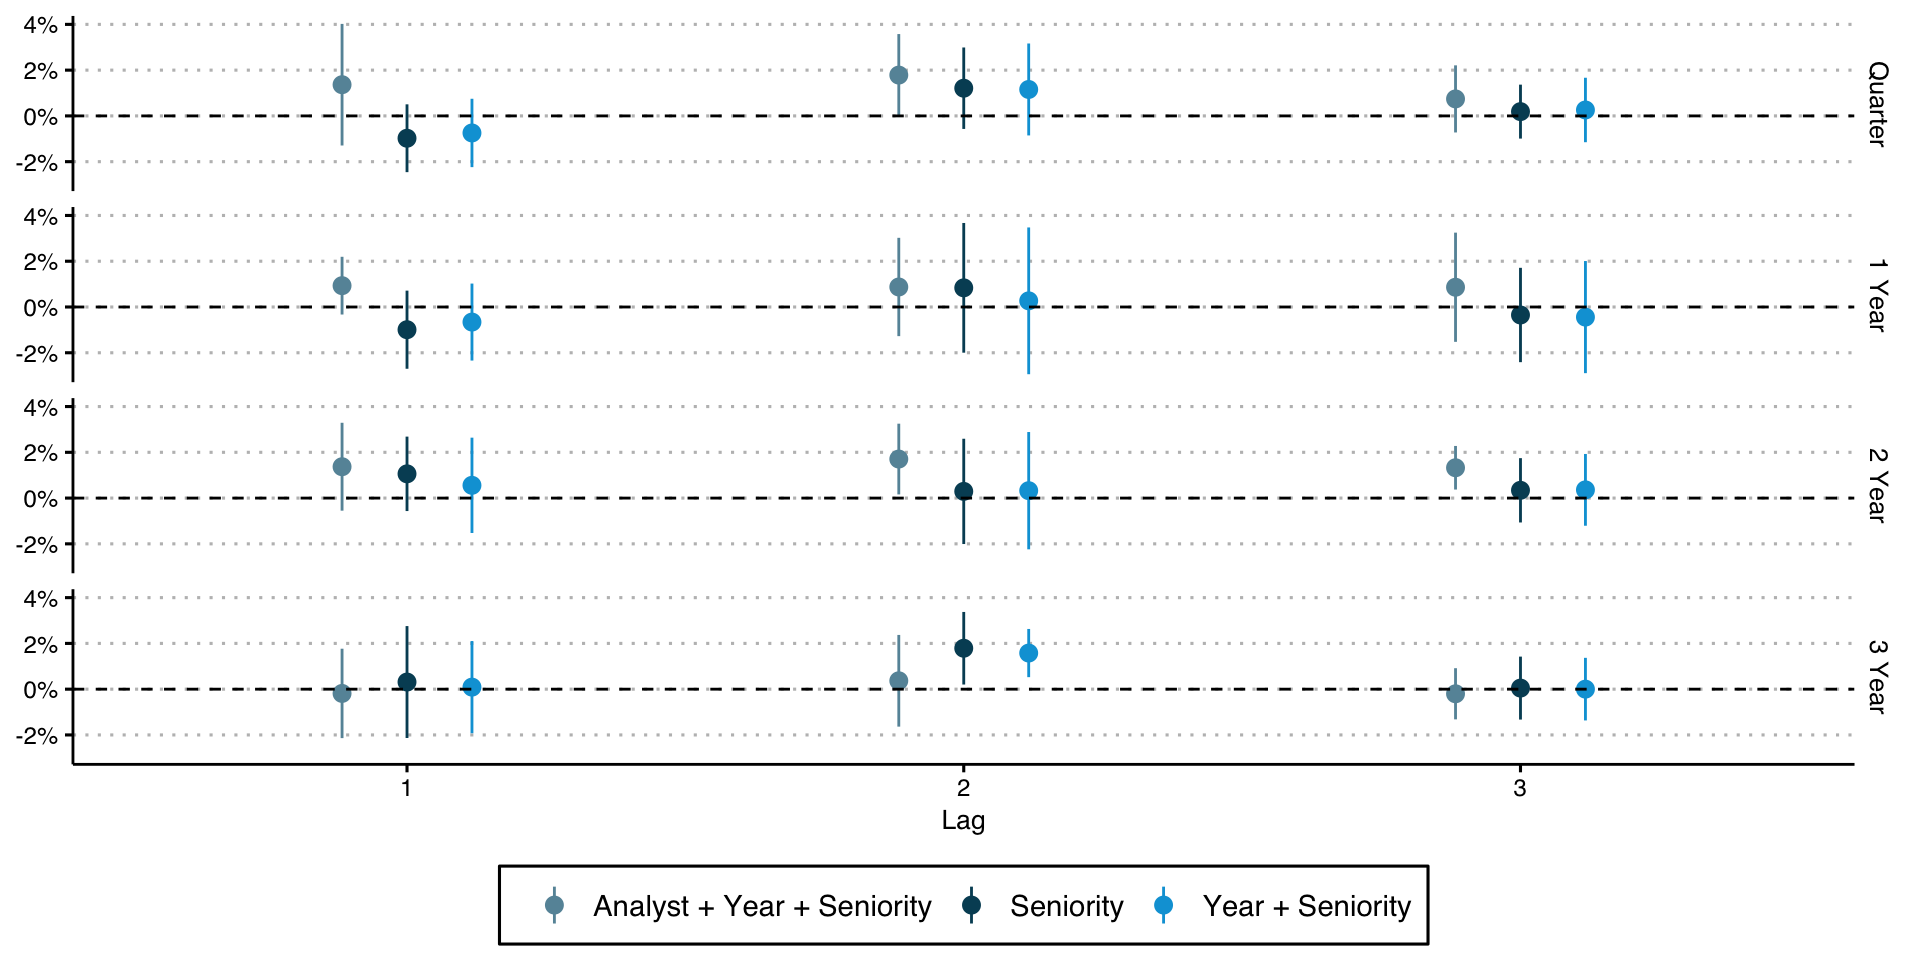 4%
2%
0%
-2%
Quarter
4%
2%
0%
-2%
1 Year
4%
2%
0%
-2%
2 Year
4%
2%
0%
-2%
3 Year
1 2 3
Lag
Analyst + Year + Seniority Seniority Year + Seniority